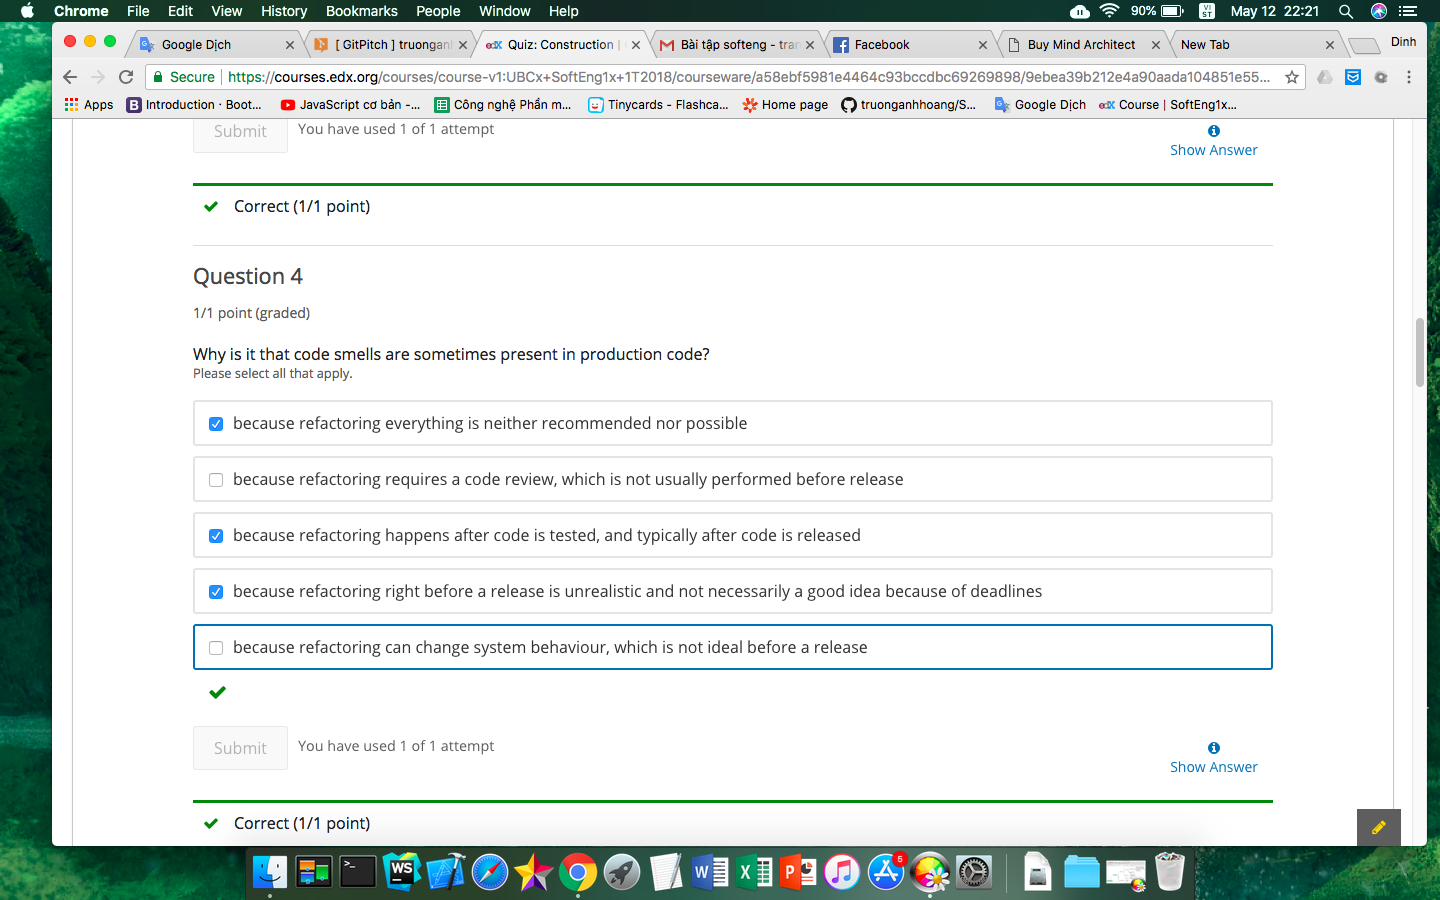 Chrome File Edit View History Bookmarks People Window Help 90% VI ST May 12 22:21
Google Dịch
[ GitPitch ] truongan
Quiz: Construction |
Bài tập softeng - tran
Facebook
Buy Mind Architect
New Tab
Dinh
Secure https://courses.edx.org/courses/course-v1:UBCx+SoftEng1x+1T2018/courseware/a58ebf5981e4464c93bccdbc69269898/9ebea39b212e4a90aada104851e55...
Apps Introduction · Boot... JavaScript cơ bản -... Công nghệ Phần m... Tinycards - Flashca... Home page truonganhhoang/S... Google Dịch Course | SoftEng1x...
Submit You have used 1 of 1 attempt
Show Answer
Correct (1/1 point)
Question 4
1/1 point (graded)
Why is it that code smells are sometimes present in production code?
Please select all that apply.
because refactoring everything is neither recommended nor possible
because refactoring requires a code review, which is not usually performed before release
because refactoring happens after code is tested, and typically after code is released
because refactoring right before a release is unrealistic and not necessarily a good idea because of deadlines
because refactoring can change system behaviour, which is not ideal before a release
Submit You have used 1 of 1 attempt
Show Answer
Correct (1/1 point)
WS
5